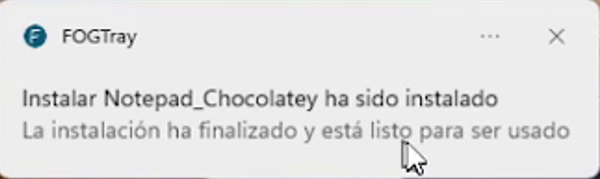 FOGTray
Instalar Notepad_Chocolatey ha sido instalado
La instalación ha finalizado y está listo para ser usado